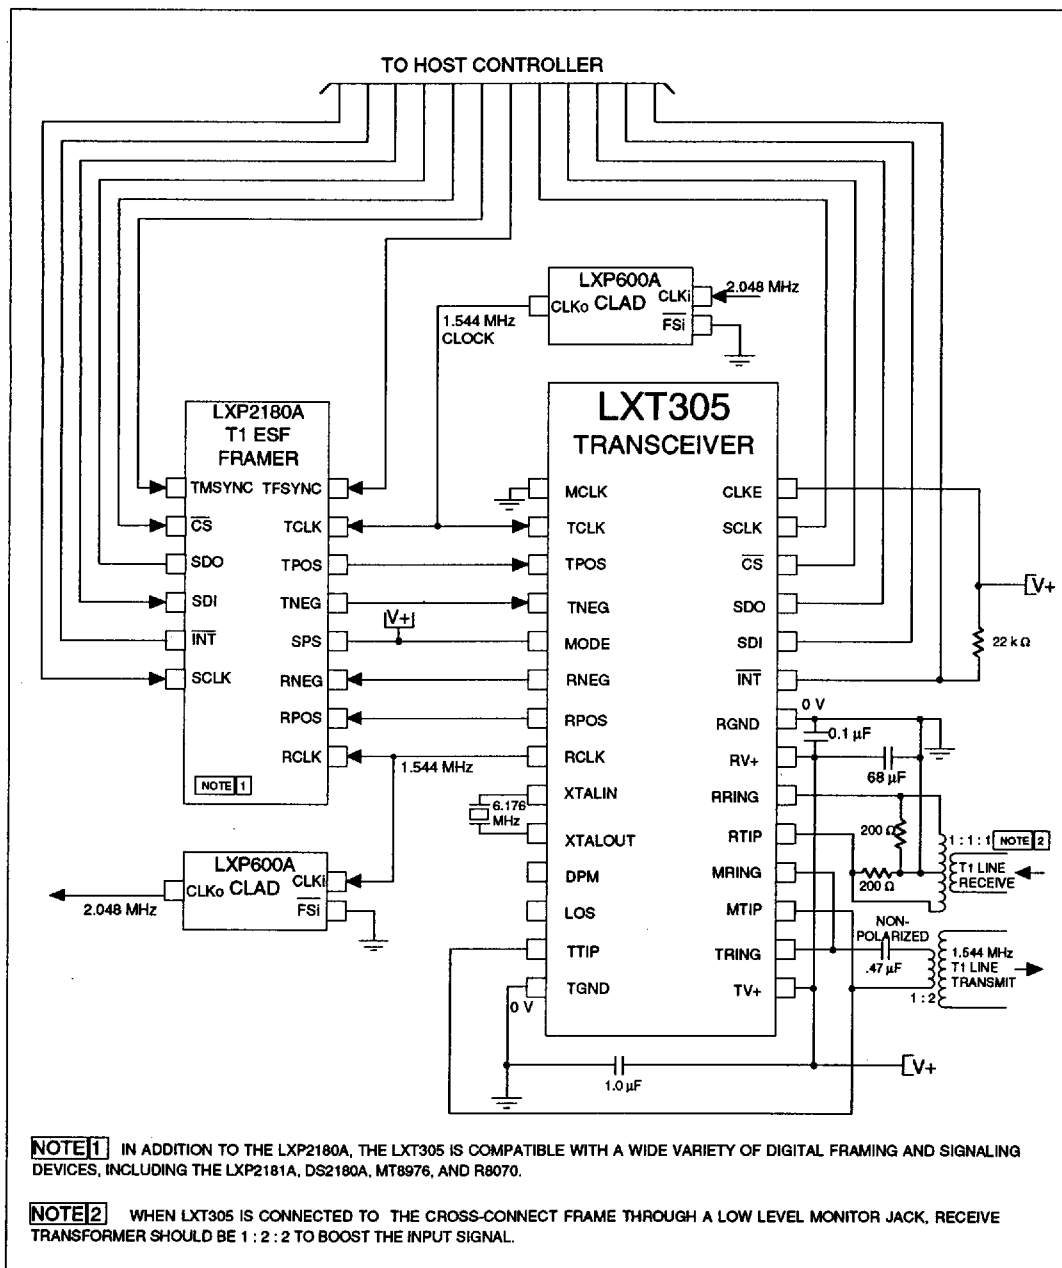 TO HOST CONTROLLER
LXP600A
CLAD
CLKo
CLKi
FSi
2.048 MHz
1.544 MHz
CLOCK
LXP2180A
T1 ESF
FRAMER
TMSYNC
TFSYNC
CS
TCLK
SDO
TPOS
SDI
TNEG
INT
SPS
SCLK
RNEG
RPOS
RCLK
NOTE 1
V+
1.544 MHz
LXT305
TRANSCEIVER
MCLK
CLKE
TCLK
SCLK
TPOS
CS
TNEG
SDO
MODE
SDI
RNEG
INT
RPOS
RGND
RCLK
RV+
XTALIN
RRING
XTALOUT
RTIP
DPM
MRING
LOS
MTIP
TTIP
TRING
TGND
TV+
6.176
MHz
V+
22 k Ω
0 V
0.1 µF
68 µF
200 Ω
200 Ω
1 : 1 : 1 NOTE 2
T1 LINE
RECEIVE
NON-
POLARIZED
.47 µF
1.544 MHz
T1 LINE
TRANSMIT
1 : 2
LXP600A
CLAD
CLKo
CLKi
FSi
2.048 MHz
0 V
1.0 µF
V+
NOTE 1 IN ADDITION TO THE LXP2180A, THE LXT305 IS COMPATIBLE WITH A WIDE VARIETY OF DIGITAL FRAMING AND SIGNALING
DEVICES, INCLUDING THE LXP2181A, DS2180A, MT8976, AND R8070.
NOTE 2 WHEN LXT305 IS CONNECTED TO THE CROSS-CONNECT FRAME THROUGH A LOW LEVEL MONITOR JACK, RECEIVE
TRANSFORMER SHOULD BE 1 : 2 : 2 TO BOOST THE INPUT SIGNAL.